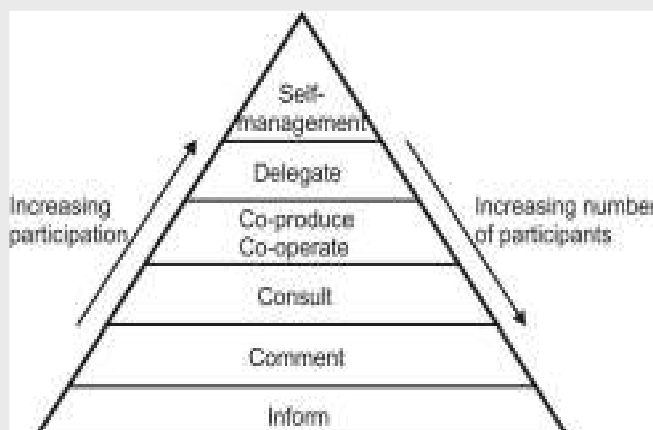 Self-
management
Delegate
Increasing
participation
Co-produce
Co-operate
Increasing number
of participants
Consult
Comment
Inform